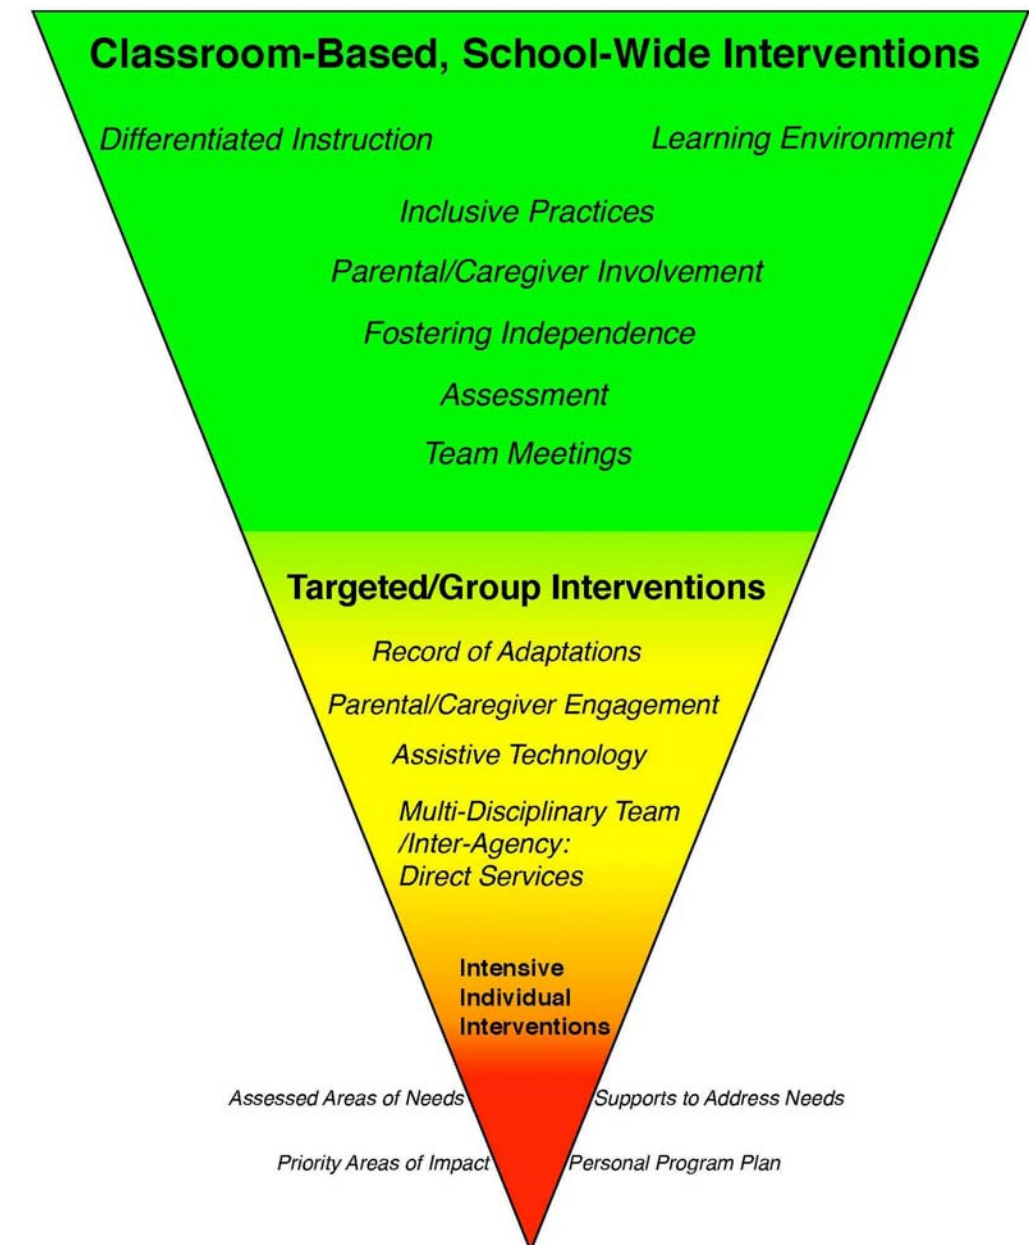 Classroom-Based, School-Wide Interventions
Differentiated Instruction
Learning Environment
Inclusive Practices
Parental/Caregiver Involvement
Fostering Independence
Assessment
Team Meetings
Targeted/Group Interventions
Record of Adaptations
Parental/Caregiver Engagement
Assistive Technology
Multi-Disciplinary Team
/Inter-Agency:
Direct Services
Intensive
Individual
Interventions
Assessed Areas of Needs
Supports to Address Needs
Priority Areas of Impact
Personal Program Plan